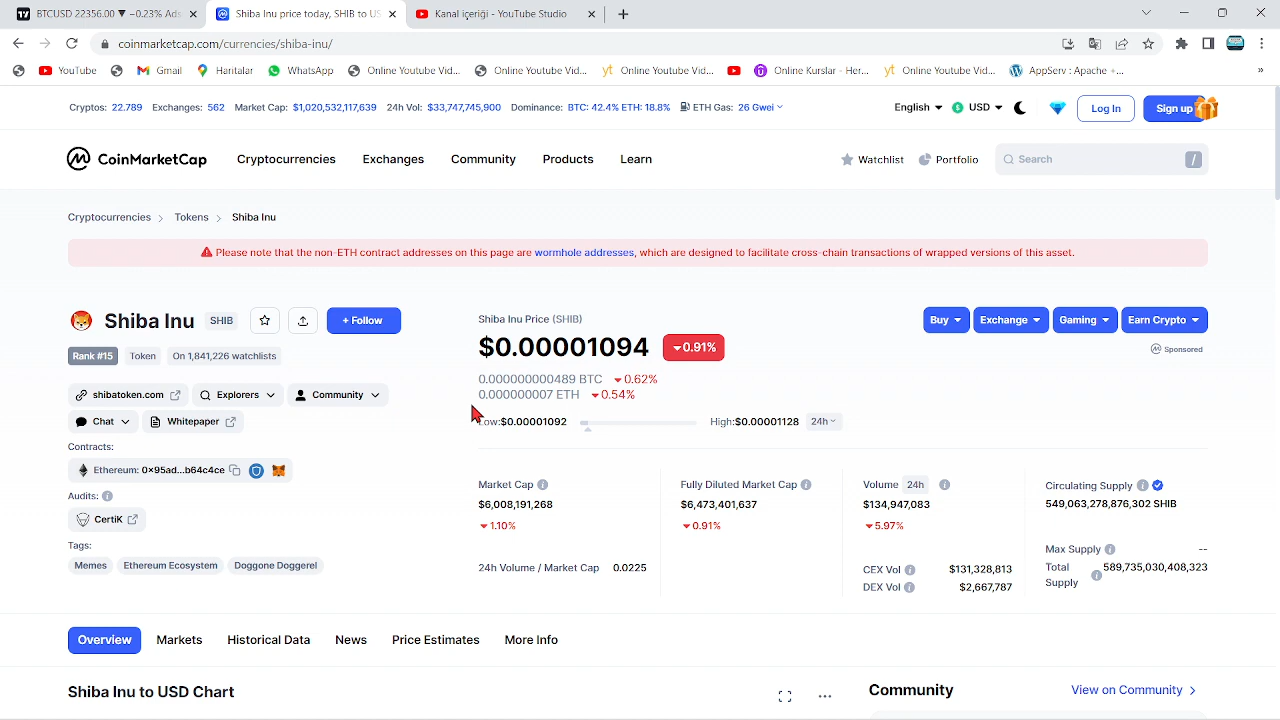 BTCUSD 22356.00 ▼ −0.23% Ads
Shiba Inu price today, SHIB to US
Kanal içeriği - YouTube Studio
coinmarketcap.com/currencies/shiba-inu/
YouTube
Gmail
Haritalar
WhatsApp
Online Youtube Vid...
Online Youtube Vid...
Online Youtube Vid...
Online Kurslar - Her...
Online Youtube Vid...
AppServ : Apache +...
»
Cryptos: 22.789 Exchanges: 562 Market Cap: $1,020,532,117,639 24h Vol: $33,747,745,900 Dominance: BTC: 42.4% ETH: 18.8% ETH Gas: 26 Gwei
English USD Log In Sign up
CoinMarketCap Cryptocurrencies Exchanges Community Products Learn
Watchlist Portfolio Search /
Cryptocurrencies > Tokens > Shiba Inu
Please note that the non-ETH contract addresses on this page are wormhole addresses, which are designed to facilitate cross-chain transactions of wrapped versions of this asset.
Shiba Inu SHIB + Follow
Rank #15 Token On 1,841,226 watchlists
shibatoken.com Explorers Community
Chat Whitepaper
Contracts:
Ethereum: 0x95ad...b64c4ce
Audits:
CertiK
Tags:
Memes Ethereum Ecosystem Doggone Doggerel
Shiba Inu Price (SHIB)
$0.00001094 ▾0.91%
0.000000000489 BTC ▾0.62%
0.000000007 ETH ▾0.54%
Low:$0.00001092 High:$0.00001128 24h
Buy Exchange Gaming Earn Crypto
Sponsored
Market Cap
$6,008,191,268
▾1.10%
24h Volume / Market Cap 0.0225
Fully Diluted Market Cap
$6,473,401,637
▾0.91%
Volume 24h
$134,947,083
▾5.97%
CEX Vol $131,328,813
DEX Vol $2,667,787
Circulating Supply
549,063,278,876,302 SHIB
Max Supply --
Total Supply 589,735,030,408,323
Overview Markets Historical Data News Price Estimates More Info
Shiba Inu to USD Chart
Community View on Community >